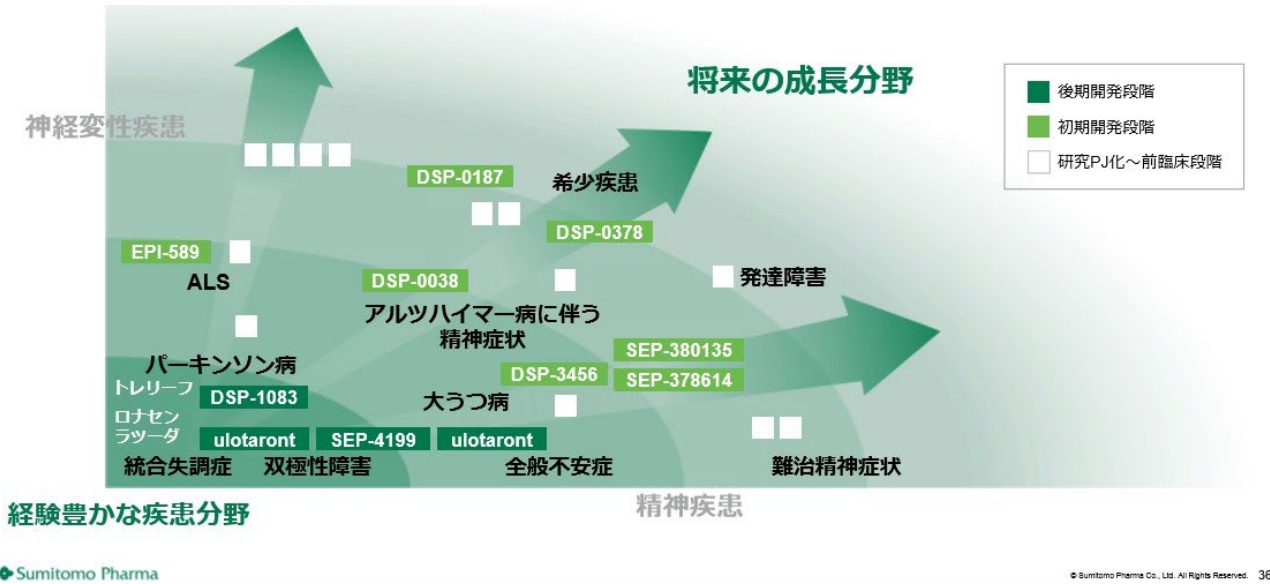 将来の成長分野
後期開発段階
初期開発段階
研究PJ化～前臨床段階
神経変性疾患
DSP-0187
希少疾患
DSP-0378
EPI-589
ALS
DSP-0038
発達障害
アルツハイマー病に伴う
精神症状
SEP-380135
パーキンソン病
DSP-3456
SEP-378614
トレリーフ
DSP-1083
大うつ病
ロナセン
ラツーダ
ulotaront
SEP-4199
ulotaront
統合失調症
双極性障害
全般不安症
難治精神症状
精神疾患
経験豊かな疾患分野
Sumitomo Pharma
© Sumitomo Pharma Co., Ltd. All Rights Reserved.
36